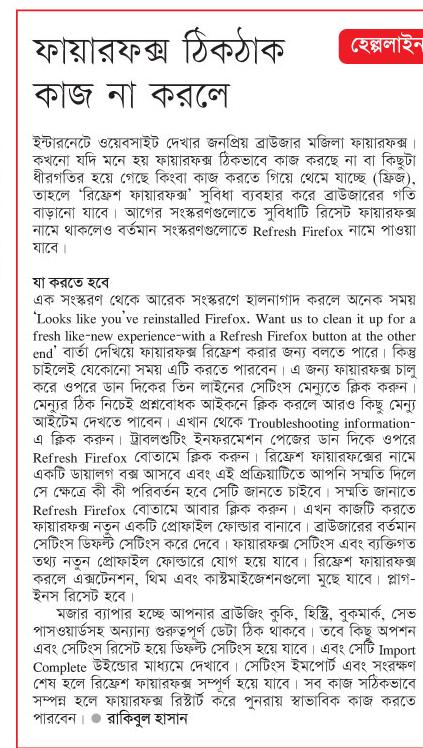 ফায়ারফক্স ঠিকঠাক
কাজ না করলে
হেল্পলাইন
ইন্টারনেটে ওয়েবসাইট দেখার জনপ্রিয় ব্রাউজার মজিলা ফায়ারফক্স।
কখনো যদি মনে হয় ফায়ারফক্স ঠিকভাবে কাজ করছে না বা কিছুটা
ধীরগতির হয়ে গেছে কিংবা কাজ করতে গিয়ে থেমে যাচ্ছে (ফ্রিজ),
তাহলে ‘রিফ্রেশ ফায়ারফক্স’ সুবিধা ব্যবহার করে ব্রাউজারের গতি
বাড়ানো যাবে। আগের সংস্করণগুলোতে সুবিধাটি রিসেট ফায়ারফক্স
নামে থাকলেও বর্তমান সংস্করণগুলোতে Refresh Firefox নামে পাওয়া
যাবে।
যা করতে হবে
এক সংস্করণ থেকে আরেক সংস্করণে হালনাগাদ করলে অনেক সময়
‘Looks like you’ve reinstalled Firefox. Want us to clean it up for a
fresh like-new experience-with a Refresh Firefox button at the other
end’ বার্তা দেখিয়ে ফায়ারফক্স রিফ্রেশ করার জন্য বলতে পারে। কিন্তু
চাইলেই যেকোনো সময় এটি করতে পারবেন। এ জন্য ফায়ারফক্স চালু
করে ওপরে ডান দিকের তিন লাইনের সেটিংস মেন্যুতে ক্লিক করুন।
মেন্যুর ঠিক নিচেই প্রশ্নবোধক আইকনে ক্লিক করলে আরও কিছু মেন্যু
আইটেম দেখতে পাবেন। এখান থেকে Troubleshooting information-
এ ক্লিক করুন। ট্রাবলশুটিং ইনফরমেশন পেজের ডান দিকে ওপরে
Refresh Firefox বোতামে ক্লিক করুন। রিফ্রেশ ফায়ারফক্সের নামে
একটি ডায়ালগ বক্স আসবে এবং এই প্রক্রিয়াটিতে আপনি সম্মতি দিলে
সে ক্ষেত্রে কী কী পরিবর্তন হবে সেটি জানতে চাইবে। সম্মতি জানাতে
Refresh Firefox বোতামে আবার ক্লিক করুন। এখন কাজটি করতে
ফায়ারফক্স নতুন একটি প্রোফাইল ফোল্ডার বানাবে। ব্রাউজারের বর্তমান
সেটিংস ডিফল্ট সেটিংস করে দেবে। ফায়ারফক্স সেটিংস এবং ব্যক্তিগত
তথ্য নতুন প্রোফাইল ফোল্ডারে যোগ হয়ে যাবে। রিফ্রেশ ফায়ারফক্স
করলে এক্সটেনশন, থিম এবং কাস্টমাইজেশনগুলো মুছে যাবে। প্লাগ-
ইনস রিসেট হবে।
মজার ব্যাপার হচ্ছে আপনার ব্রাউজিং কুকি, হিস্ট্রি, বুকমার্ক, সেভ
পাসওয়ার্ডসহ অন্যান্য গুরুত্বপূর্ণ ডেটা ঠিক থাকবে। তবে কিছু অপশন
এবং সেটিংস রিসেট হয়ে ডিফল্ট সেটিংস হয়ে যাবে। এবং সেটি Import
Complete উইন্ডোর মাধ্যমে দেখাবে। সেটিংস ইমপোর্ট এবং সংরক্ষণ
শেষ হলে রিফ্রেশ ফায়ারফক্স সম্পূর্ণ হয়ে যাবে। সব কাজ সঠিকভাবে
সম্পন্ন হলে ফায়ারফক্স রিস্টার্ট করে পুনরায় স্বাভাবিক কাজ করতে
পারবেন। ● রাকিবুল হাসান